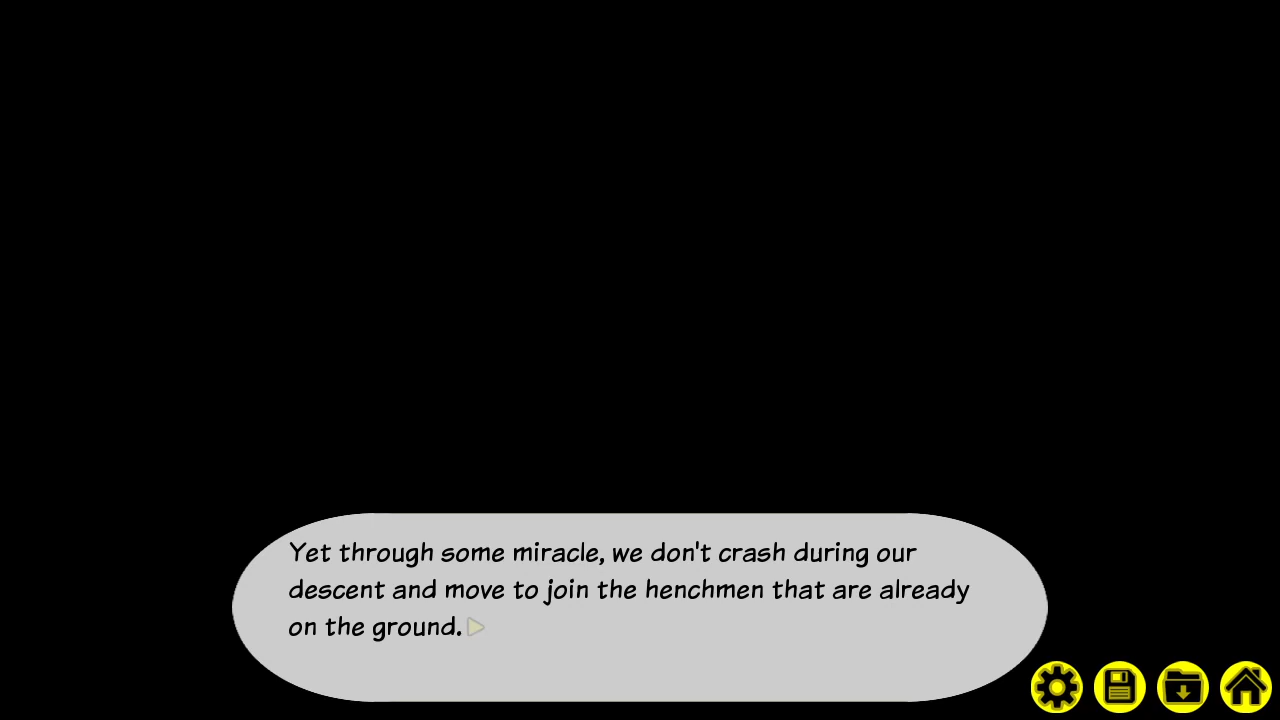 Yet through some miracle, we don't crash during our
descent and move to join the henchmen that are already
on the ground.